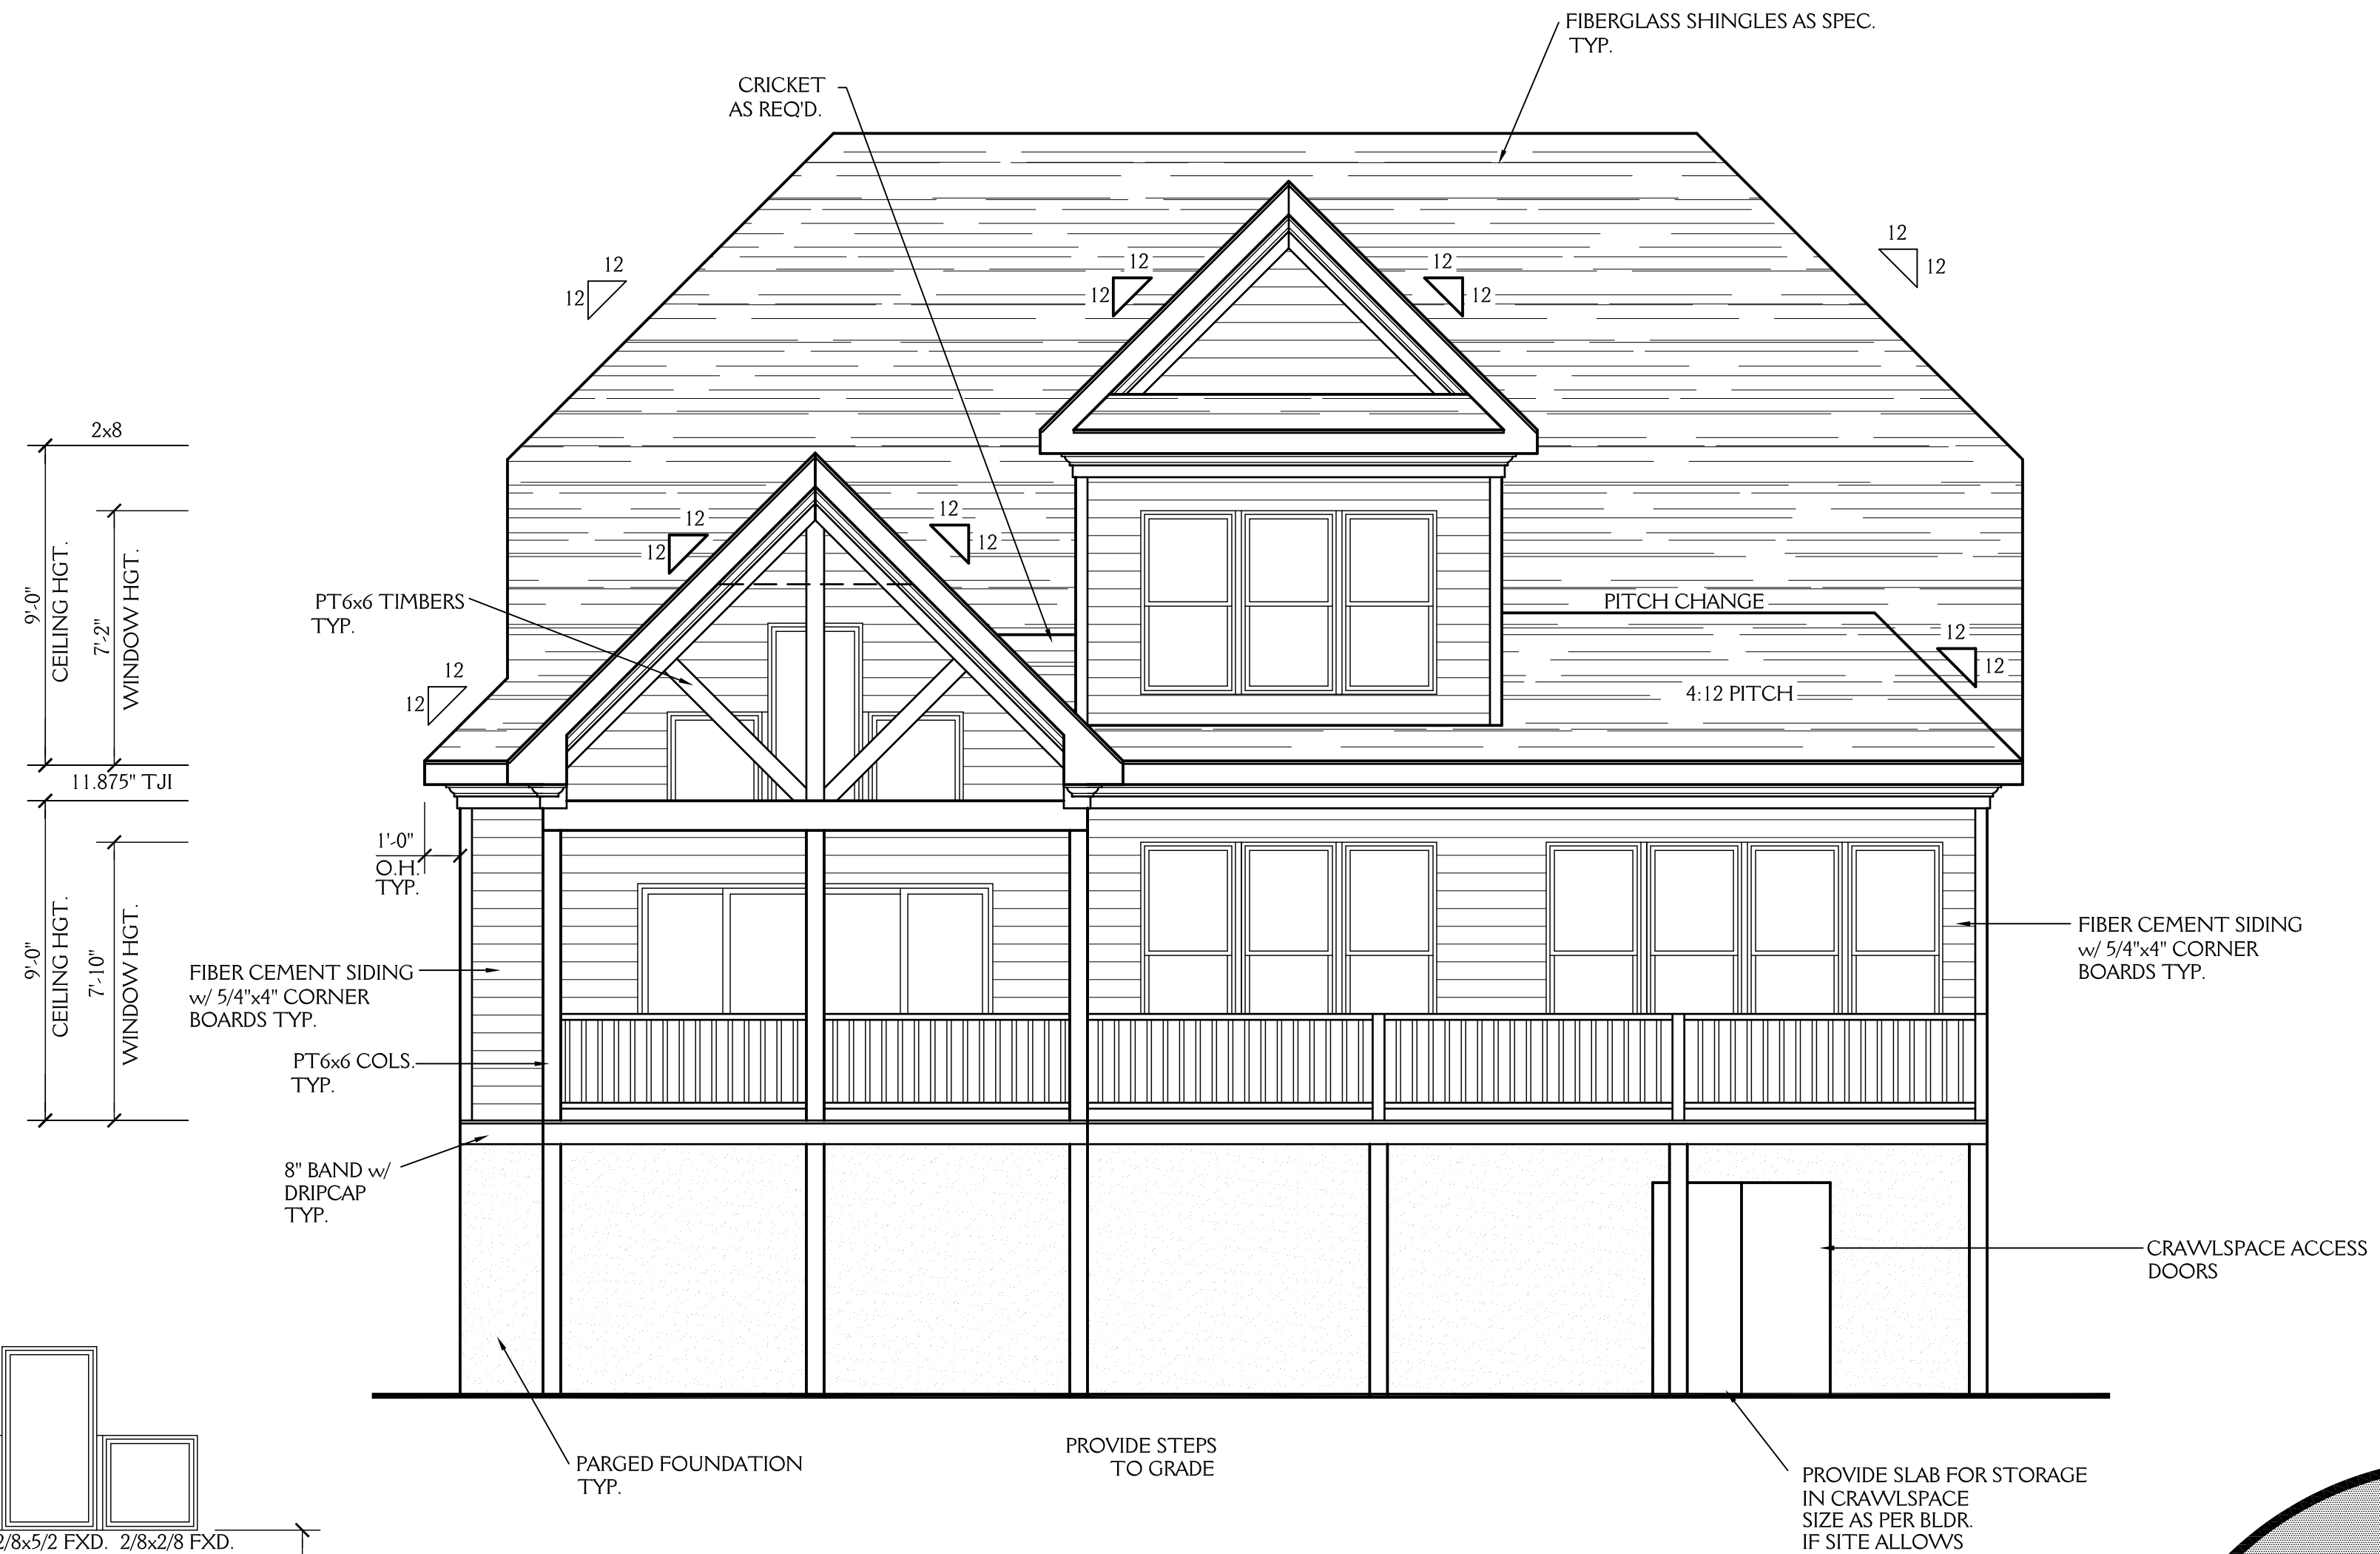 FIBERGLASS SHINGLES AS SPEC.
TYP.
CRICKET
AS REQ'D.
12
12
12
12
12
12
12
12
2x8
9'-0"
CEILING HGT.
7'-2"
WINDOW HGT.
12
12
12
12
PT6x6 TIMBERS
TYP.
PITCH CHANGE
12
12
4:12 PITCH
12
12
11.875" TJI
1'-0"
O.H.
TYP.
9'-0"
CEILING HGT.
7'-10"
WINDOW HGT.
FIBER CEMENT SIDING
w/ 5/4"x4" CORNER
BOARDS TYP.
FIBER CEMENT SIDING
w/ 5/4"x4" CORNER
BOARDS TYP.
PT6x6 COLS.
TYP.
8" BAND w/
DRIPCAP
TYP.
CRAWLSPACE ACCESS
DOORS
PARGED FOUNDATION
TYP.
PROVIDE STEPS
TO GRADE
PROVIDE SLAB FOR STORAGE
IN CRAWLSPACE
SIZE AS PER BLDR.
IF SITE ALLOWS
2/8x5/2 FXD. 2/8x2/8 FXD.